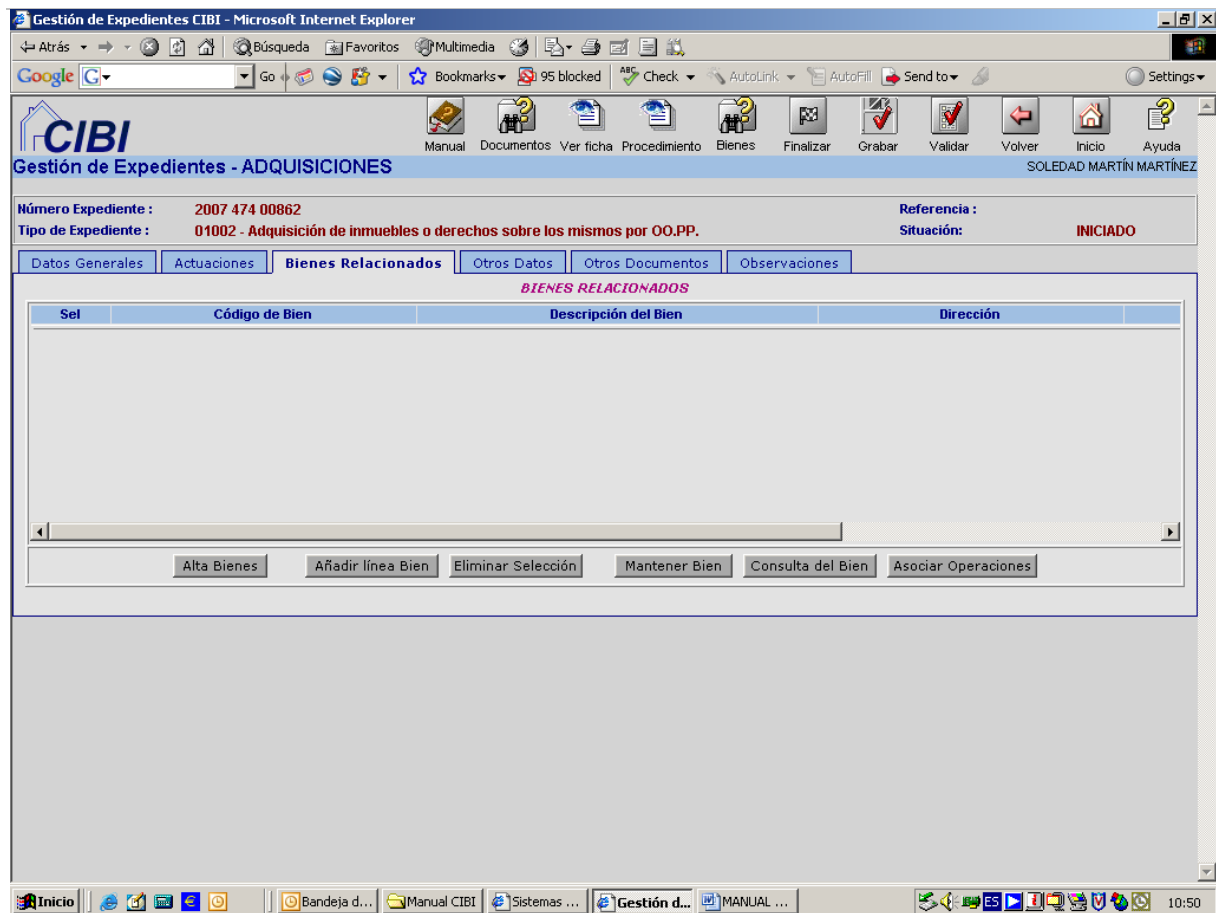 Gestión de Expedientes CIBI - Microsoft Internet Explorer
Atrás Búsqueda Favoritos Multimedia
Google G Go Bookmarks 95 blocked ABC Check AutoLink AutoFill Send to Settings
CIBI
Manual Documentos Ver ficha Procedimiento Bienes Finalizar Grabar Validar Volver Inicio Ayuda
Gestión de Expedientes - ADQUISICIONES SOLEDAD MARTÍN MARTÍNEZ
Número Expediente : 2007 474 00862 Referencia :
Tipo de Expediente : 01002 - Adquisición de inmuebles o derechos sobre los mismos por OO.PP. Situación: INICIADO
Datos Generales Actuaciones Bienes Relacionados Otros Datos Otros Documentos Observaciones
BIENES RELACIONADOS
Sel Código de Bien Descripción del Bien Dirección
Alta Bienes Añadir línea Bien Eliminar Selección Mantener Bien Consulta del Bien Asociar Operaciones
Inicio Bandeja d... Manual CIBI Sistemas ... Gestión d... MANUAL ... ES 10:50